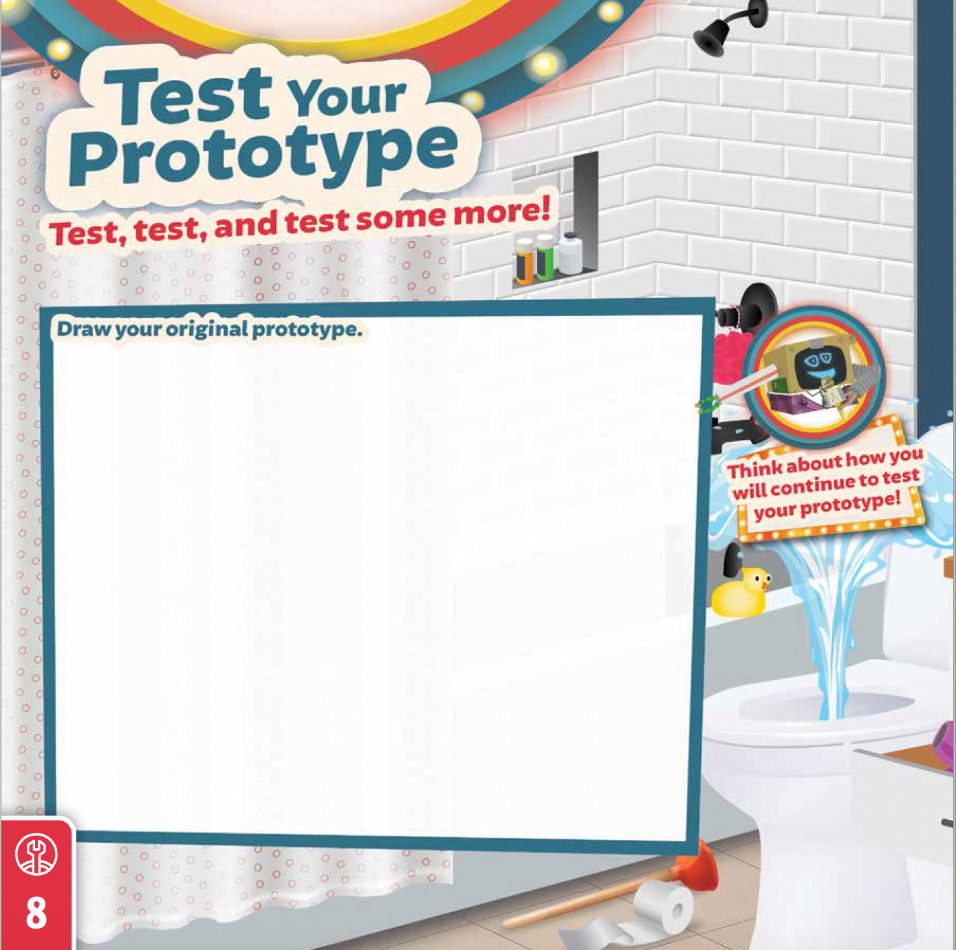 Test Your
Prototype
Test, test, and test some more!
Draw your original prototype.
Think about how you
will continue to test
your prototype!
8